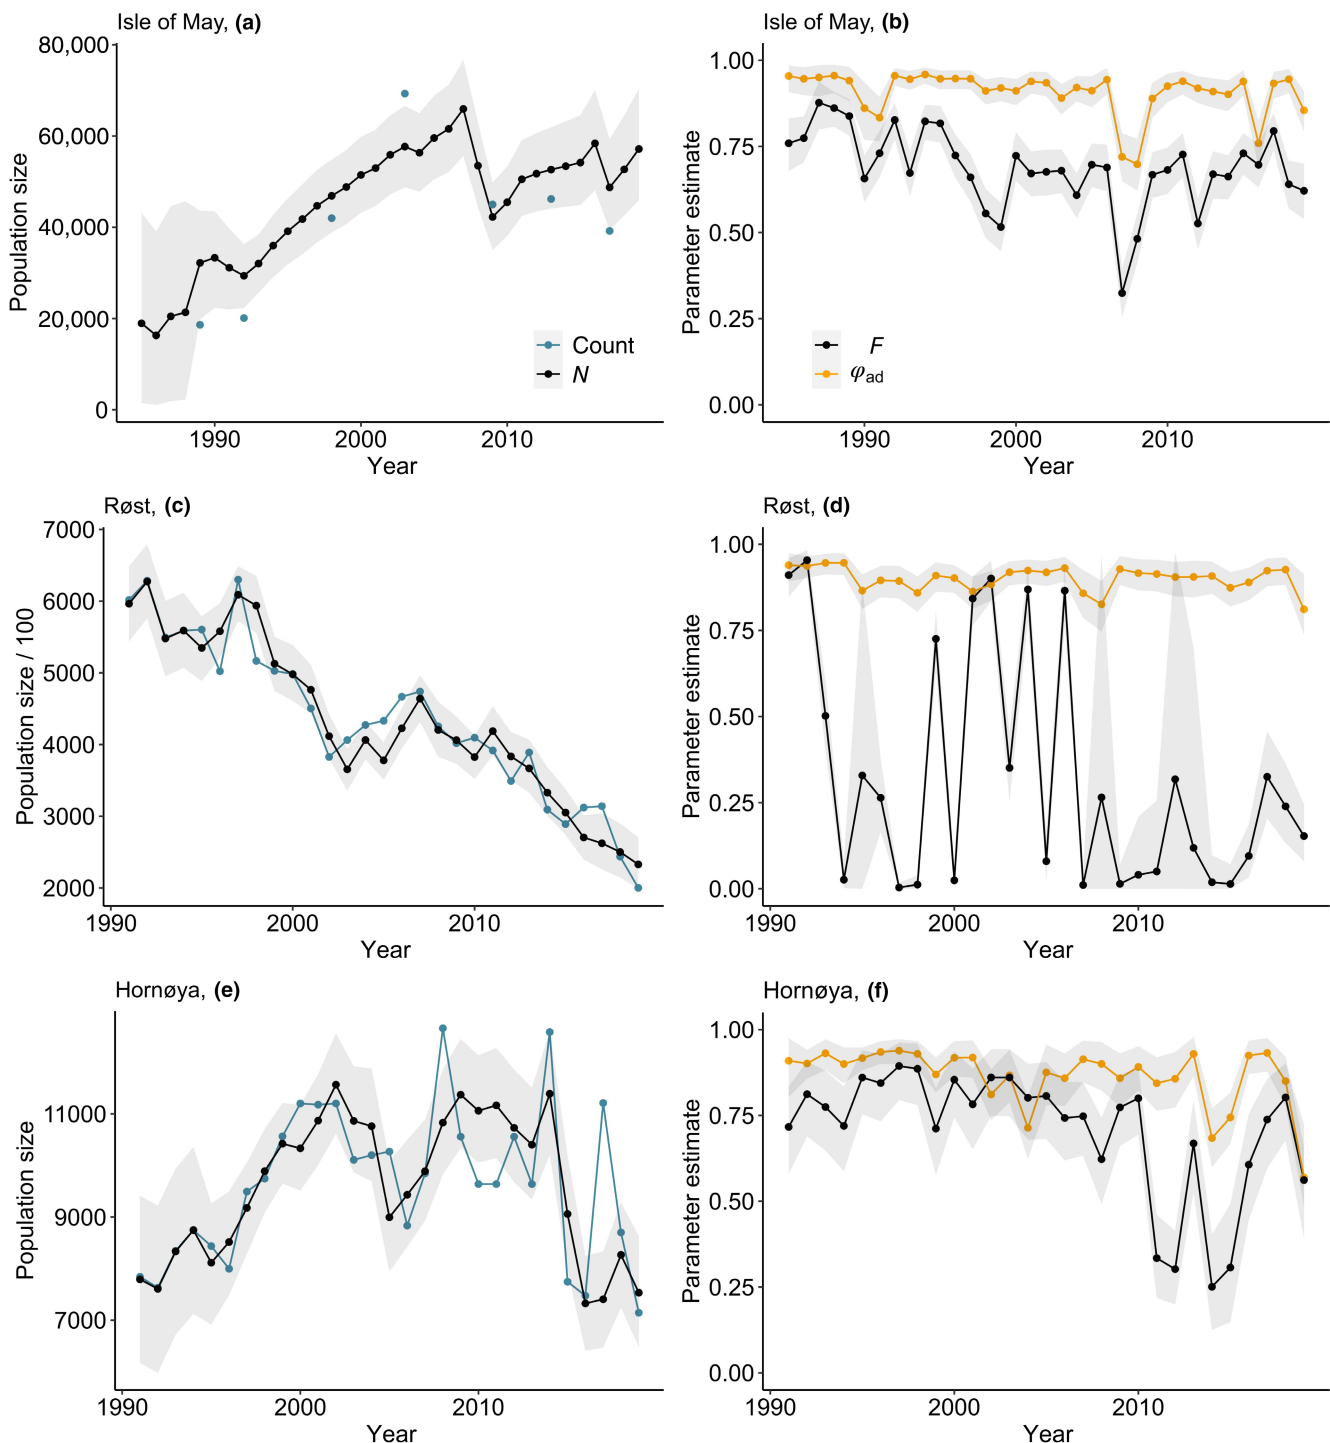 Isle of May, (a)
80,000
60,000
40,000
20,000
0
Population size
1990
2000
2010
Year
Count
N
Isle of May, (b)
1.00
0.75
0.50
0.25
0.00
Parameter estimate
1990
2000
2010
Year
F
φad
Røst, (c)
7000
6000
5000
4000
3000
2000
Population size / 100
1990
2000
2010
Year
Røst, (d)
1.00
0.75
0.50
0.25
0.00
Parameter estimate
1990
2000
2010
Year
Hornøya, (e)
11000
9000
7000
Population size
1990
2000
2010
Year
Hornøya, (f)
1.00
0.75
0.50
0.25
0.00
Parameter estimate
1990
2000
2010
Year